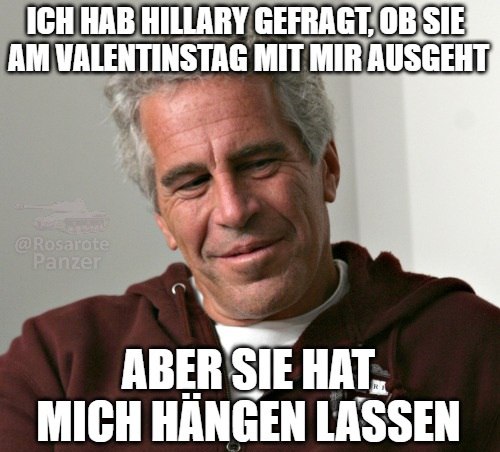 ICH HAB HILLARY GEFRAGT, OB SIE
AM VALENTINSTAG MIT MIR AUSGEHT
@Rosarote
Panzer
ABER SIE HAT
MICH HÄNGEN LASSEN